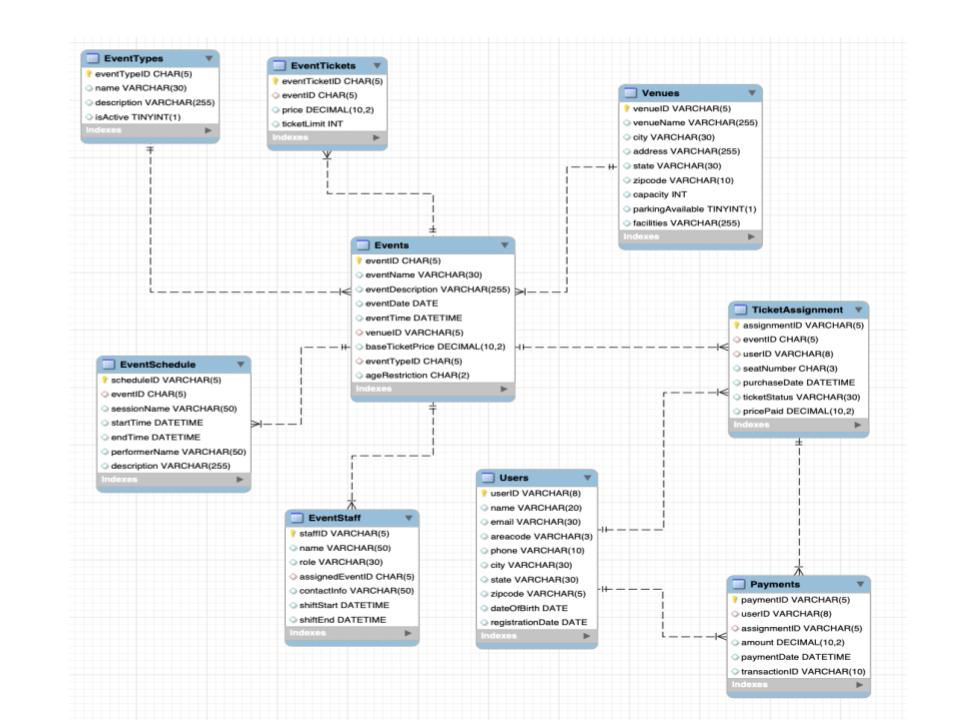 EventTypes
eventTypeID CHAR(5)
name VARCHAR(30)
description VARCHAR(255)
isActive TINYINT(1)
Indexes
EventTickets
eventTicketID CHAR(5)
eventID CHAR(5)
price DECIMAL(10,2)
ticketLimit INT
Indexes
Venues
venueID VARCHAR(5)
venueName VARCHAR(255)
city VARCHAR(30)
address VARCHAR(255)
state VARCHAR(30)
zipcode VARCHAR(10)
capacity INT
parkingAvailable TINYINT(1)
facilities VARCHAR(255)
Indexes
Events
eventID CHAR(5)
eventName VARCHAR(30)
eventDescription VARCHAR(255)
eventDate DATE
eventTime DATETIME
venueID VARCHAR(5)
baseTicketPrice DECIMAL(10,2)
eventTypeID CHAR(5)
ageRestriction CHAR(2)
Indexes
TicketAssignment
assignmentID VARCHAR(5)
eventID CHAR(5)
userID VARCHAR(8)
seatNumber CHAR(3)
purchaseDate DATETIME
ticketStatus VARCHAR(30)
pricePaid DECIMAL(10,2)
Indexes
EventSchedule
scheduleID VARCHAR(5)
eventID CHAR(5)
sessionName VARCHAR(50)
startTime DATETIME
endTime DATETIME
performerName VARCHAR(50)
description VARCHAR(255)
Indexes
Users
userID VARCHAR(8)
name VARCHAR(20)
email VARCHAR(30)
areacode VARCHAR(3)
phone VARCHAR(10)
city VARCHAR(30)
state VARCHAR(30)
zipcode VARCHAR(5)
dateOfBirth DATE
registrationDate DATE
Indexes
EventStaff
staffID VARCHAR(5)
name VARCHAR(50)
role VARCHAR(30)
assignedEventID CHAR(5)
contactInfo VARCHAR(50)
shiftStart DATETIME
shiftEnd DATETIME
Indexes
Payments
paymentID VARCHAR(5)
userID VARCHAR(8)
assignmentID VARCHAR(5)
amount DECIMAL(10,2)
paymentDate DATETIME
transactionID VARCHAR(10)
Indexes